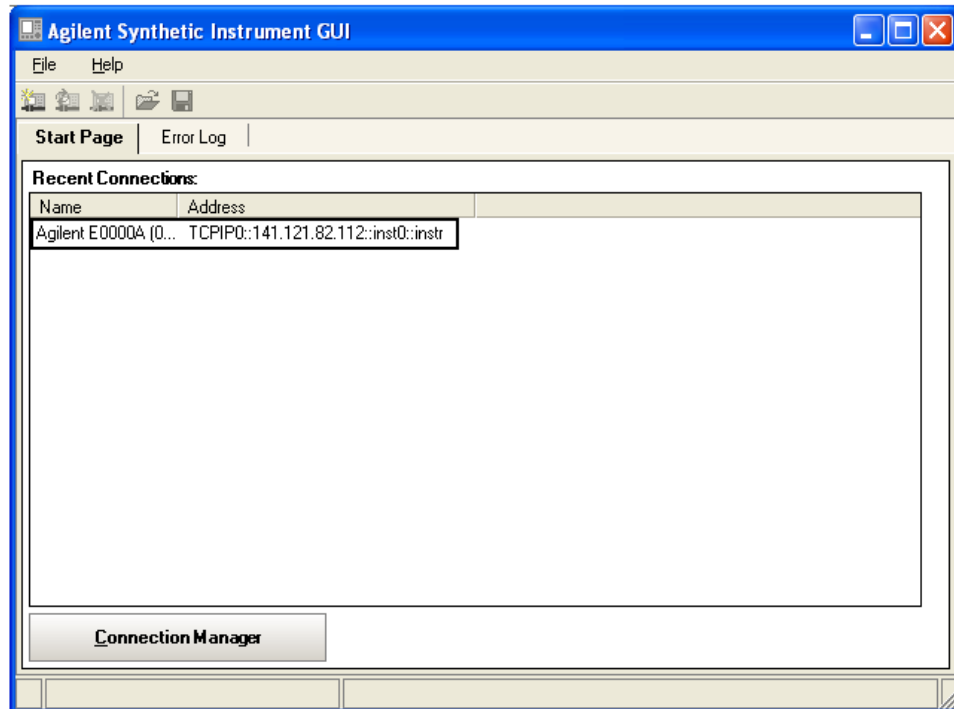 Agilent Synthetic Instrument GUI
File Help
Start Page Error Log
Recent Connections:
Name Address
Agilent E0000A (0... TCPIP0::141.121.82.112::inst0::instr
Connection Manager